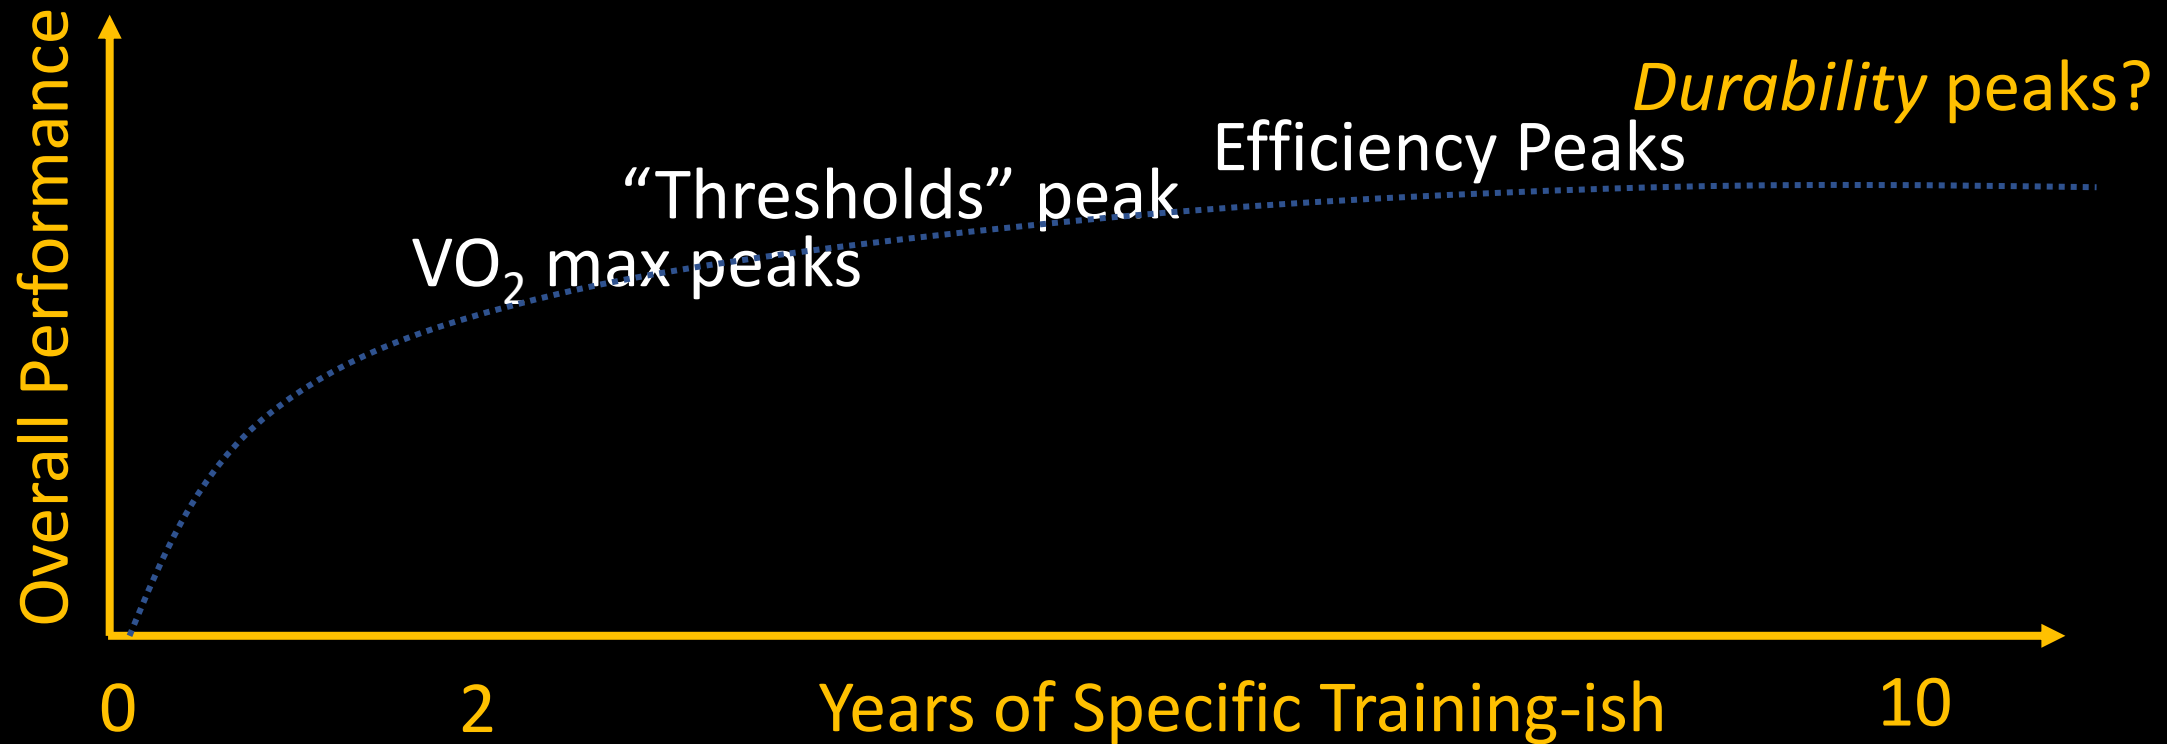 Overall Performance
Durability peaks?
Efficiency Peaks
“Thresholds” peak
VO₂ max peaks
0
2
Years of Specific Training-ish
10